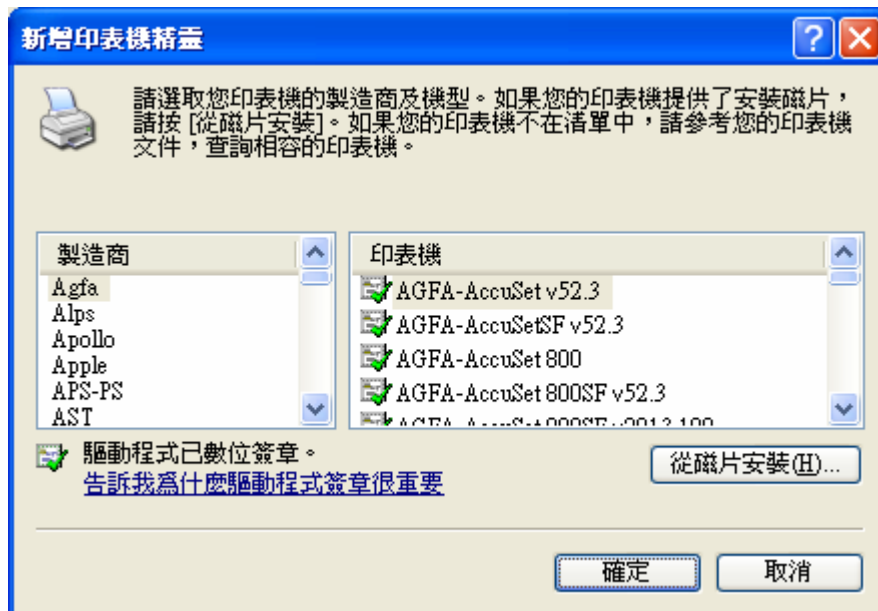 新增印表機精靈
請選取您印表機的製造商及機型。如果您的印表機提供了安裝磁片，
請按 [從磁片安裝]。如果您的印表機不在清單中，請參考您的印表機
文件，查詢相容的印表機。
製造商
Agfa
Alps
Apollo
Apple
APS-PS
AST
印表機
AGFA-AccuSet v52.3
AGFA-AccuSetSF v52.3
AGFA-AccuSet 800
AGFA-AccuSet 800SF v52.3
驅動程式已數位簽章。
告訴我爲什麼驅動程式簽章很重要
從磁片安裝(H)...
確定
取消